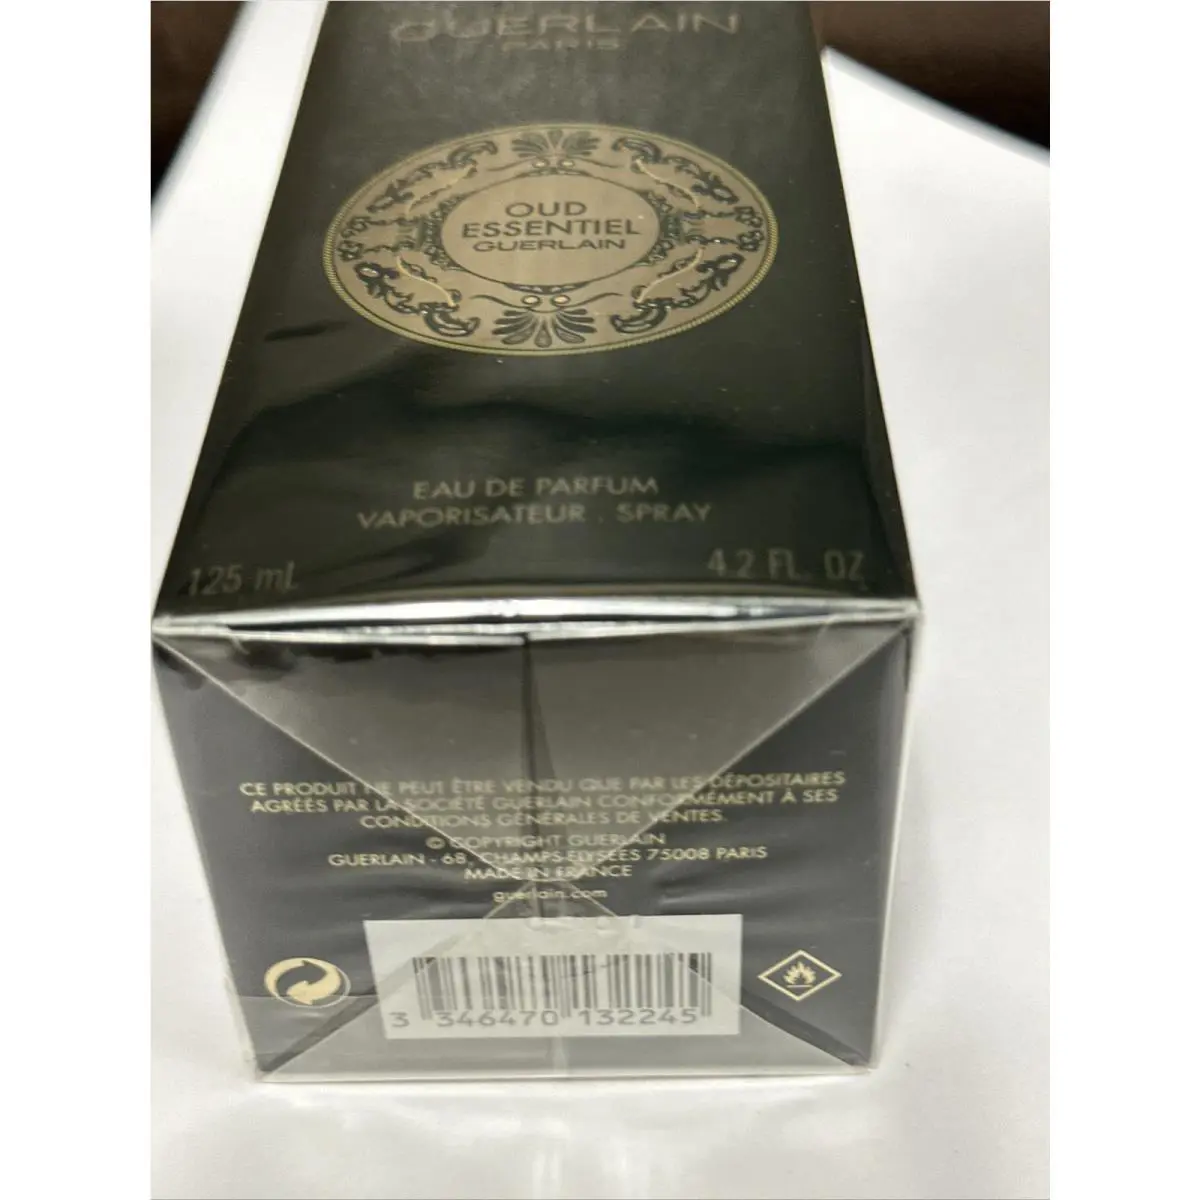 GUERLAIN
PARIS
OUD
ESSENTIEL
GUERLAIN
EAU DE PARFUM
VAPORISATEUR . SPRAY
125 ml 4.2 FL. OZ
CE PRODUIT NE PEUT ÊTRE VENDU QUE PAR LES DÉPOSITAIRES
AGRÉÉS PAR LA SOCIÉTÉ GUERLAIN CONFORMÉMENT À SES
CONDITIONS GÉNÉRALES DE VENTES.
© COPYRIGHT GUERLAIN
GUERLAIN - 68, CHAMPS-ELYSÉES 75008 PARIS
MADE IN FRANCE
guerlain.com
3 346470 132245